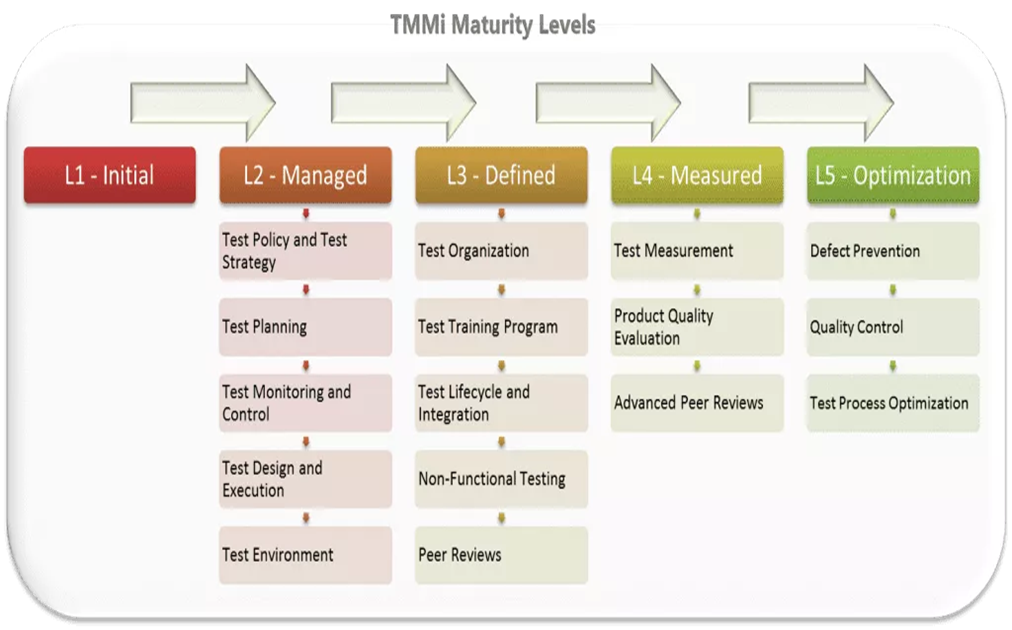 TMMi Maturity Levels
L1 - Initial
L2 - Managed
L3 - Defined
L4 - Measured
L5 - Optimization
Test Policy and Test
Strategy
Test Planning
Test Monitoring and
Control
Test Design and
Execution
Test Environment
Test Organization
Test Training Program
Test Lifecycle and
Integration
Non-Functional Testing
Peer Reviews
Test Measurement
Product Quality
Evaluation
Advanced Peer Reviews
Defect Prevention
Quality Control
Test Process Optimization